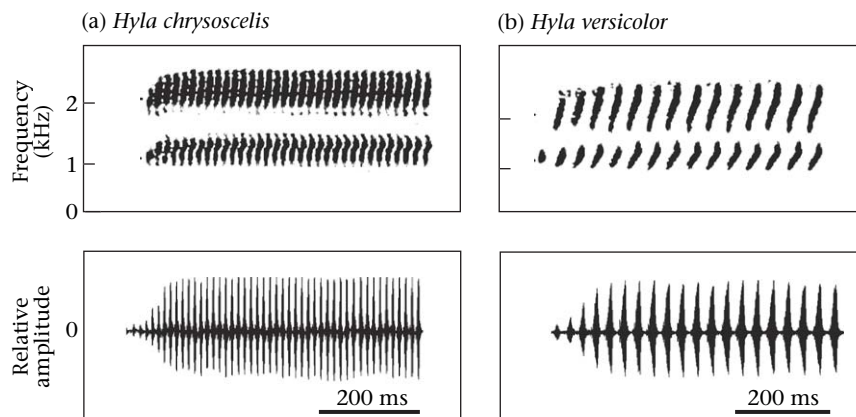 (a) Hyla chrysoscelis
(b) Hyla versicolor
Frequency
(kHz)
2
1
0
Relative
amplitude
0
200 ms
200 ms